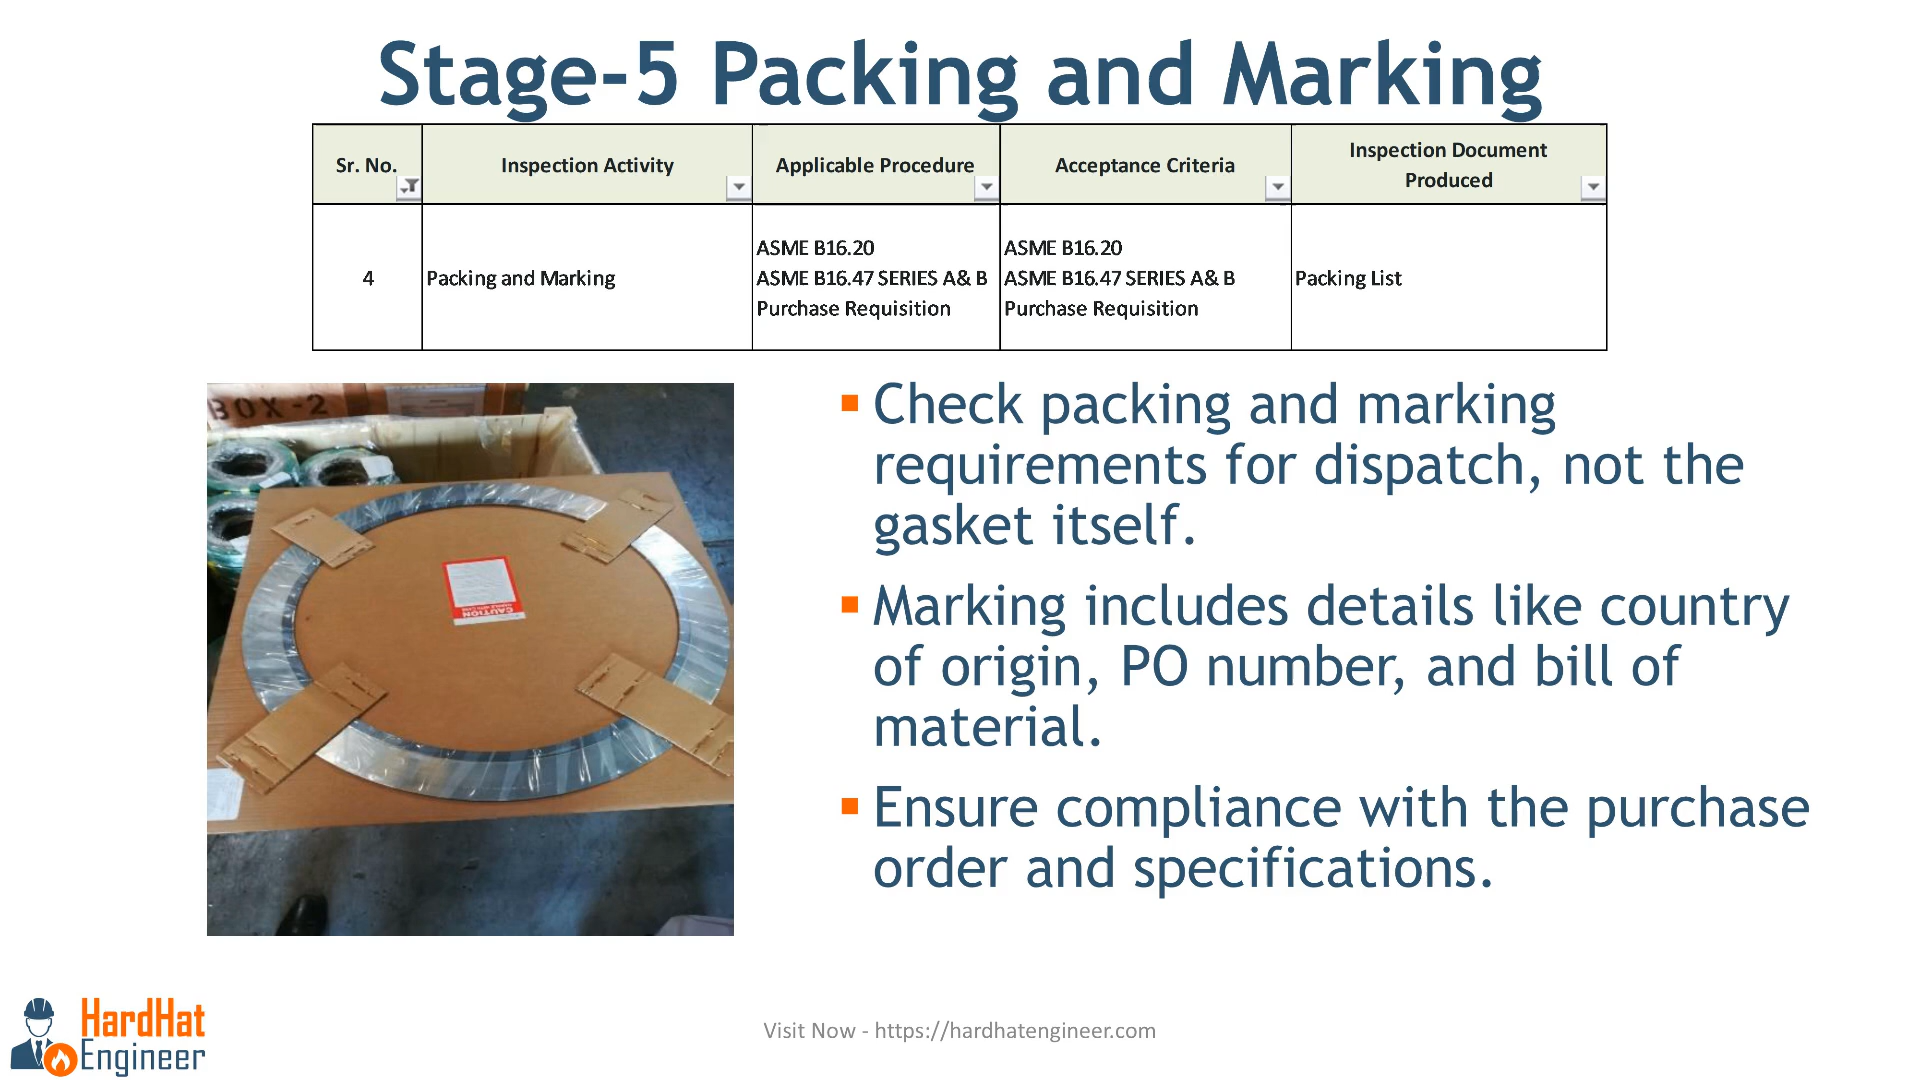 Stage-5 Packing and Marking
Sr. No.
Inspection Activity
Applicable Procedure
Acceptance Criteria
Inspection Document
Produced
4
Packing and Marking
ASME B16.20
ASME B16.47 SERIES A& B
Purchase Requisition
ASME B16.20
ASME B16.47 SERIES A& B
Purchase Requisition
Packing List
BOX-2
CAUTION
Check packing and marking
requirements for dispatch, not the
gasket itself.
Marking includes details like country
of origin, PO number, and bill of
material.
Ensure compliance with the purchase
order and specifications.
HardHat
Engineer
Visit Now - https://hardhatengineer.com